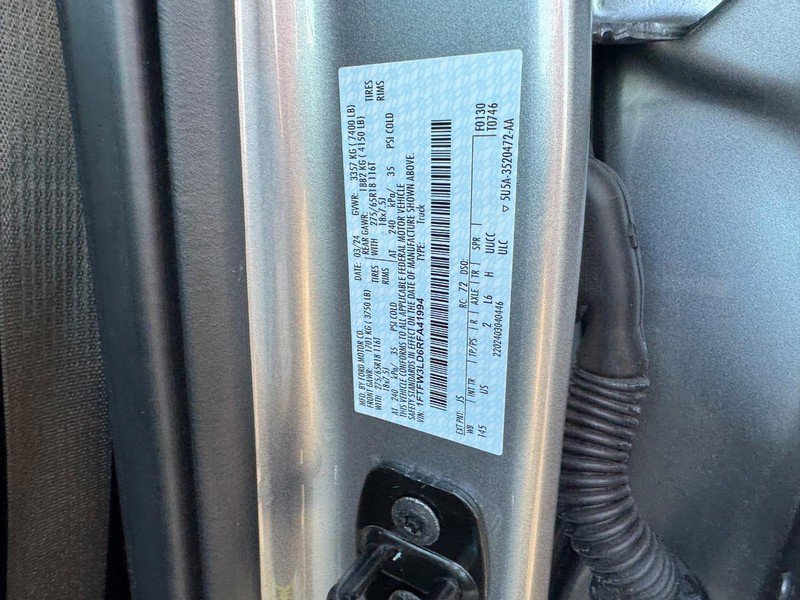 MFD. BY FORD MOTOR CO.
DATE: 03/24 GVWR: 3357 KG ( 7400 LB)
FRONT GAWR: 1701 KG ( 3750 LB) REAR GAWR: 1882 KG ( 4150 LB)
WITH 275/65R18 116T TIRES WITH 275/65R18 116T TIRES
18x7.5J RIMS 18x7.5J RIMS
AT 240 kPa/ 35 PSI COLD AT 240 kPa/ 35 PSI COLD
THIS VEHICLE CONFORMS TO ALL APPLICABLE FEDERAL MOTOR VEHICLE
SAFETY STANDARDS IN EFFECT ON THE DATE OF MANUFACTURE SHOWN ABOVE.
VIN: 1FTFW3LD6RFA41994 TYPE: Truck
F0130
T0746
EXT PNT: JS RC: 72 DSO:
WB INT TR TP/PS R AXLE TR SPR
145 US 2 L6 H UUCC
ULC
2202403040446
▽ 5U5A-3520472-AA